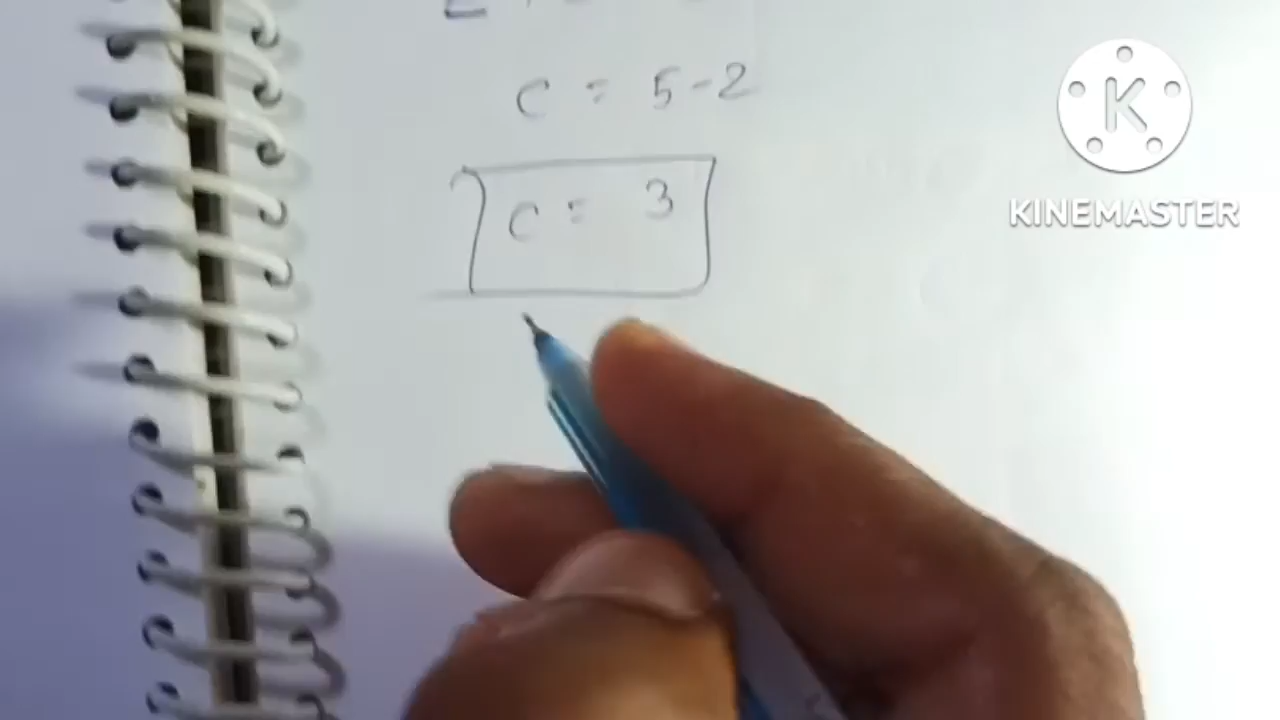 c = 5-2
c = 3
K
KINEMASTER